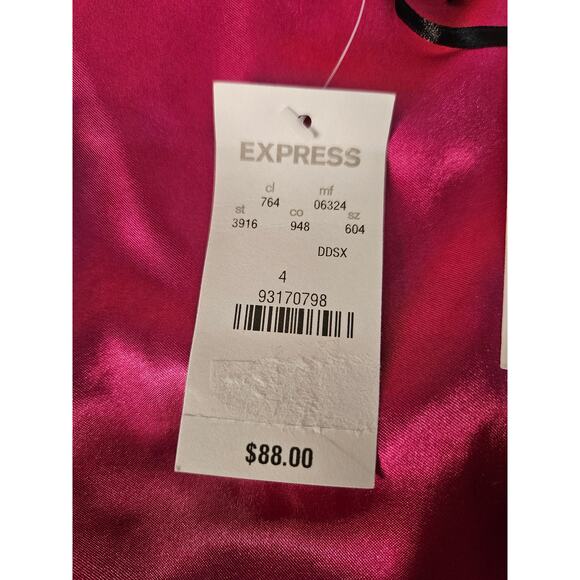 EXPRESS
cl mf
764 06324
st co sz
3916 948 604
DDSX
4
93170798
$88.00